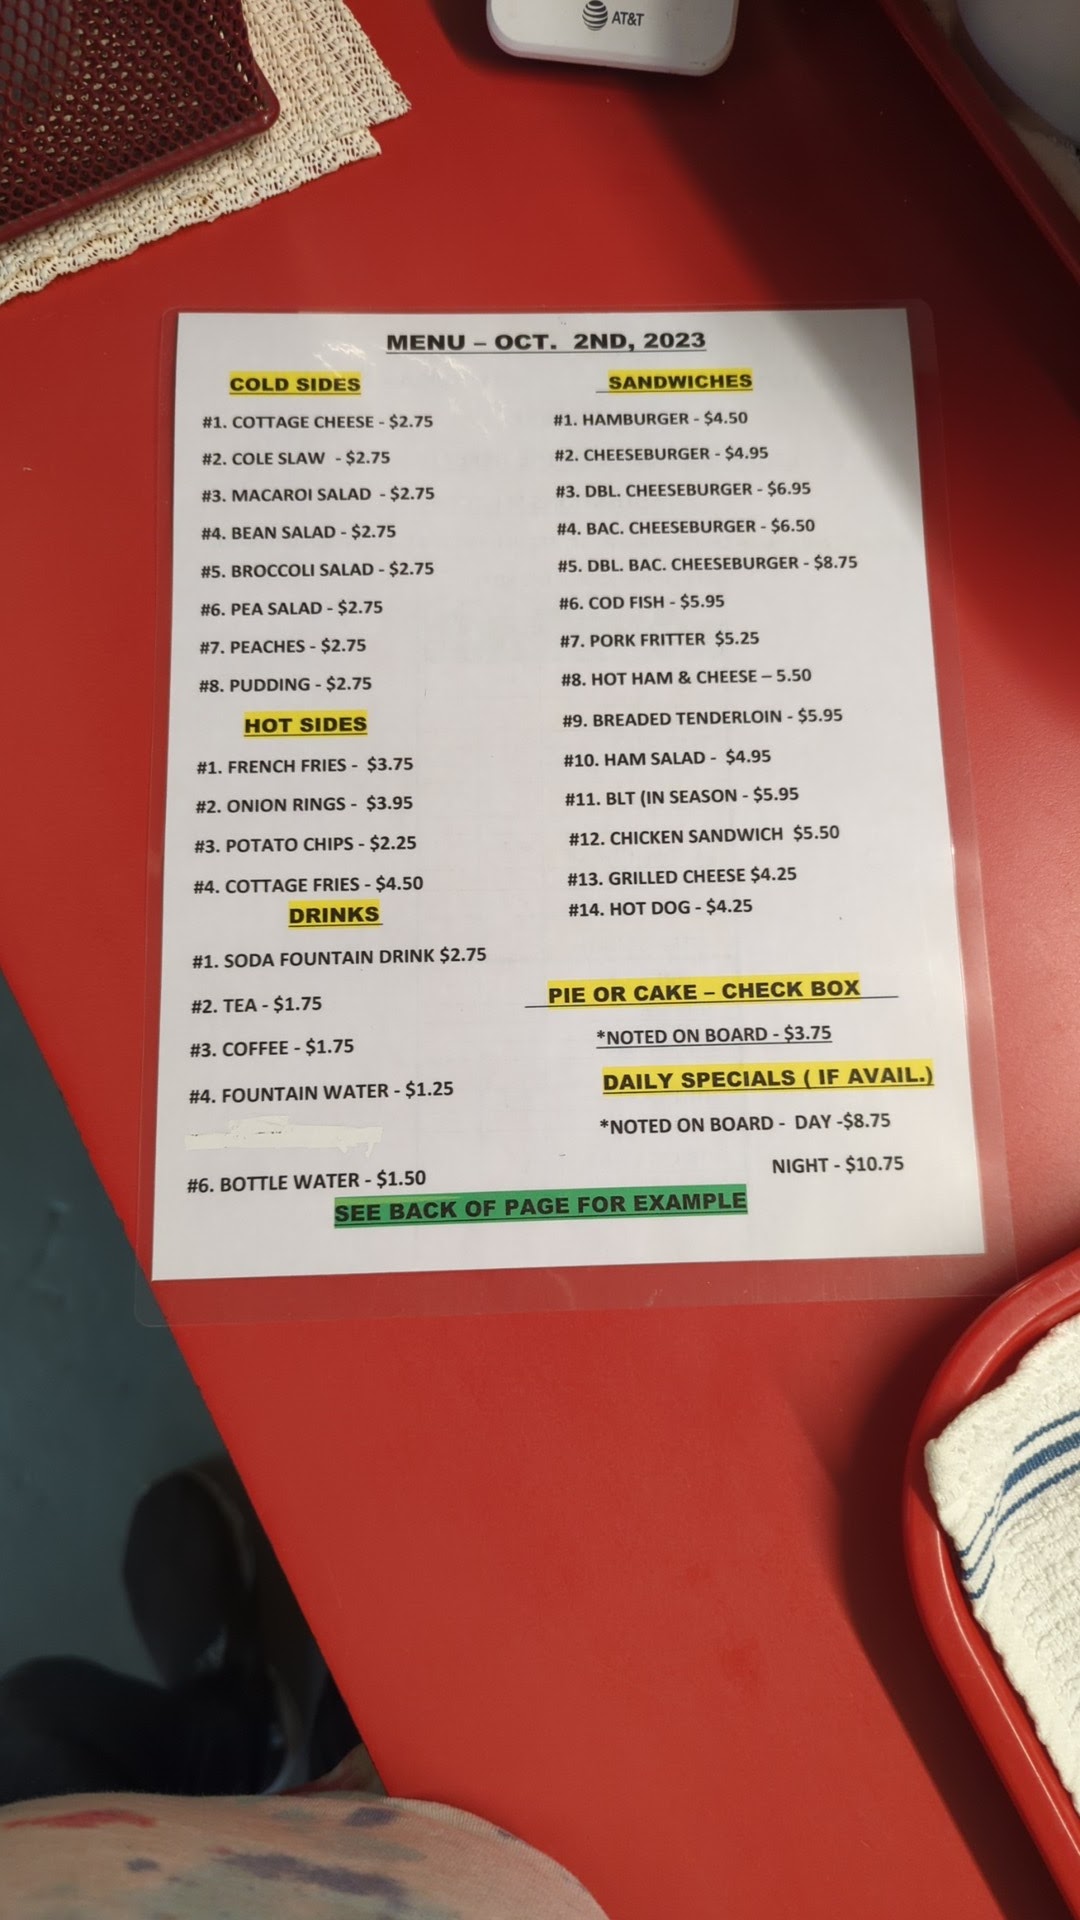 AT&T
MENU – OCT. 2ND, 2023
COLD SIDES
#1. COTTAGE CHEESE - $2.75
#2. COLE SLAW - $2.75
#3. MACAROI SALAD - $2.75
#4. BEAN SALAD - $2.75
#5. BROCCOLI SALAD - $2.75
#6. PEA SALAD - $2.75
#7. PEACHES - $2.75
#8. PUDDING - $2.75
HOT SIDES
#1. FRENCH FRIES - $3.75
#2. ONION RINGS - $3.95
#3. POTATO CHIPS - $2.25
#4. COTTAGE FRIES - $4.50
DRINKS
#1. SODA FOUNTAIN DRINK $2.75
#2. TEA - $1.75
#3. COFFEE - $1.75
#4. FOUNTAIN WATER - $1.25
#6. BOTTLE WATER - $1.50
SANDWICHES
#1. HAMBURGER - $4.50
#2. CHEESEBURGER - $4.95
#3. DBL. CHEESEBURGER - $6.95
#4. BAC. CHEESEBURGER - $6.50
#5. DBL. BAC. CHEESEBURGER - $8.75
#6. COD FISH - $5.95
#7. PORK FRITTER $5.25
#8. HOT HAM & CHEESE – 5.50
#9. BREADED TENDERLOIN - $5.95
#10. HAM SALAD - $4.95
#11. BLT (IN SEASON - $5.95
#12. CHICKEN SANDWICH $5.50
#13. GRILLED CHEESE $4.25
#14. HOT DOG - $4.25
PIE OR CAKE – CHECK BOX
*NOTED ON BOARD - $3.75
DAILY SPECIALS ( IF AVAIL.)
*NOTED ON BOARD - DAY -$8.75
NIGHT - $10.75
SEE BACK OF PAGE FOR EXAMPLE